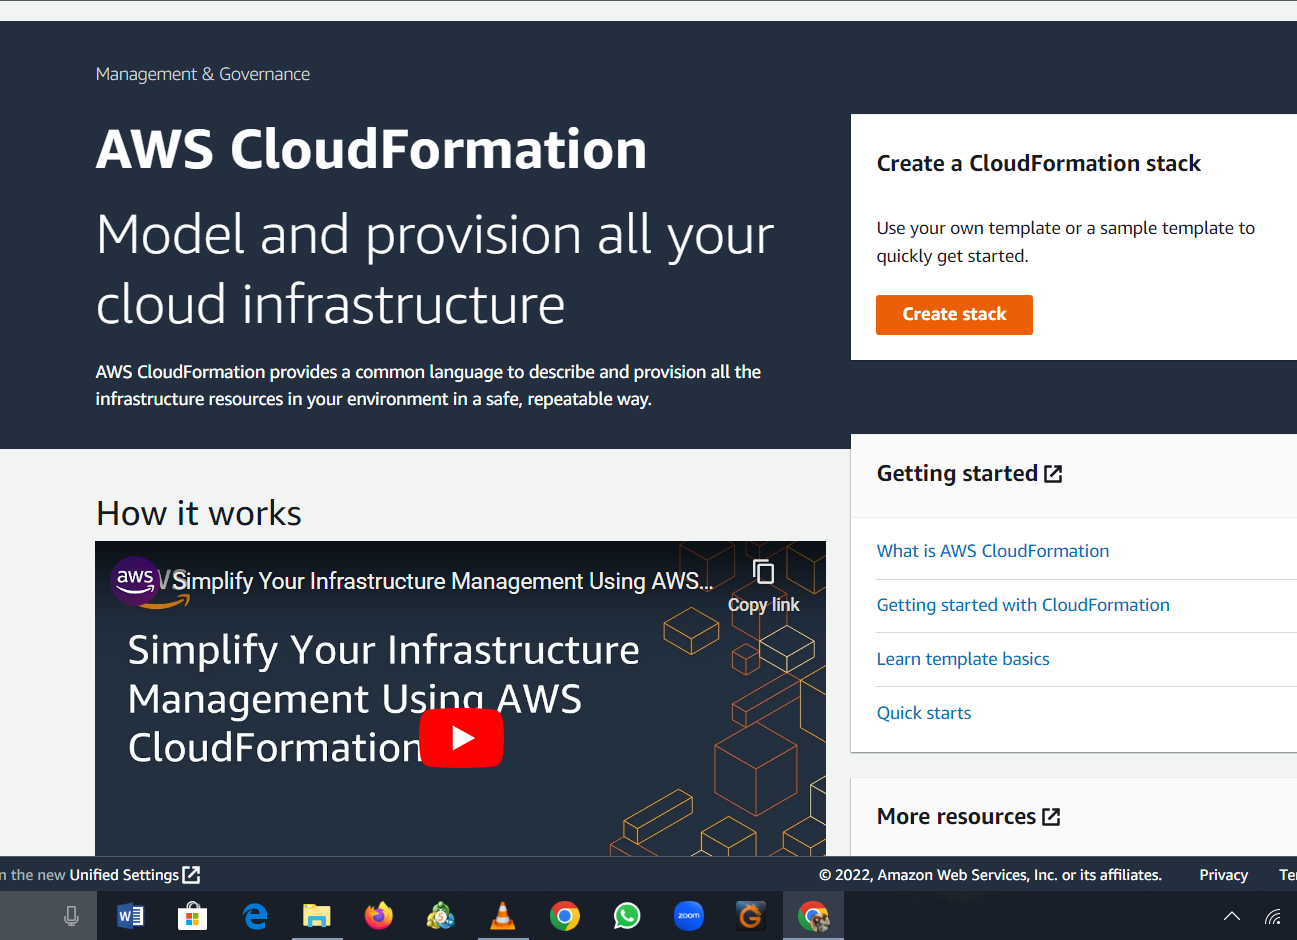 Management & Governance
AWS CloudFormation
Model and provision all your
cloud infrastructure
AWS CloudFormation provides a common language to describe and provision all the
infrastructure resources in your environment in a safe, repeatable way.
Create a CloudFormation stack
Use your own template or a sample template to
quickly get started.
Create stack
How it works
aws
Simplify Your Infrastructure Management Using AWS...
Copy link
Simplify Your Infrastructure
Management Using AWS
CloudFormation
Getting started
What is AWS CloudFormation
Getting started with CloudFormation
Learn template basics
Quick starts
More resources
the new Unified Settings
© 2022, Amazon Web Services, Inc. or its affiliates.
Privacy
zoom